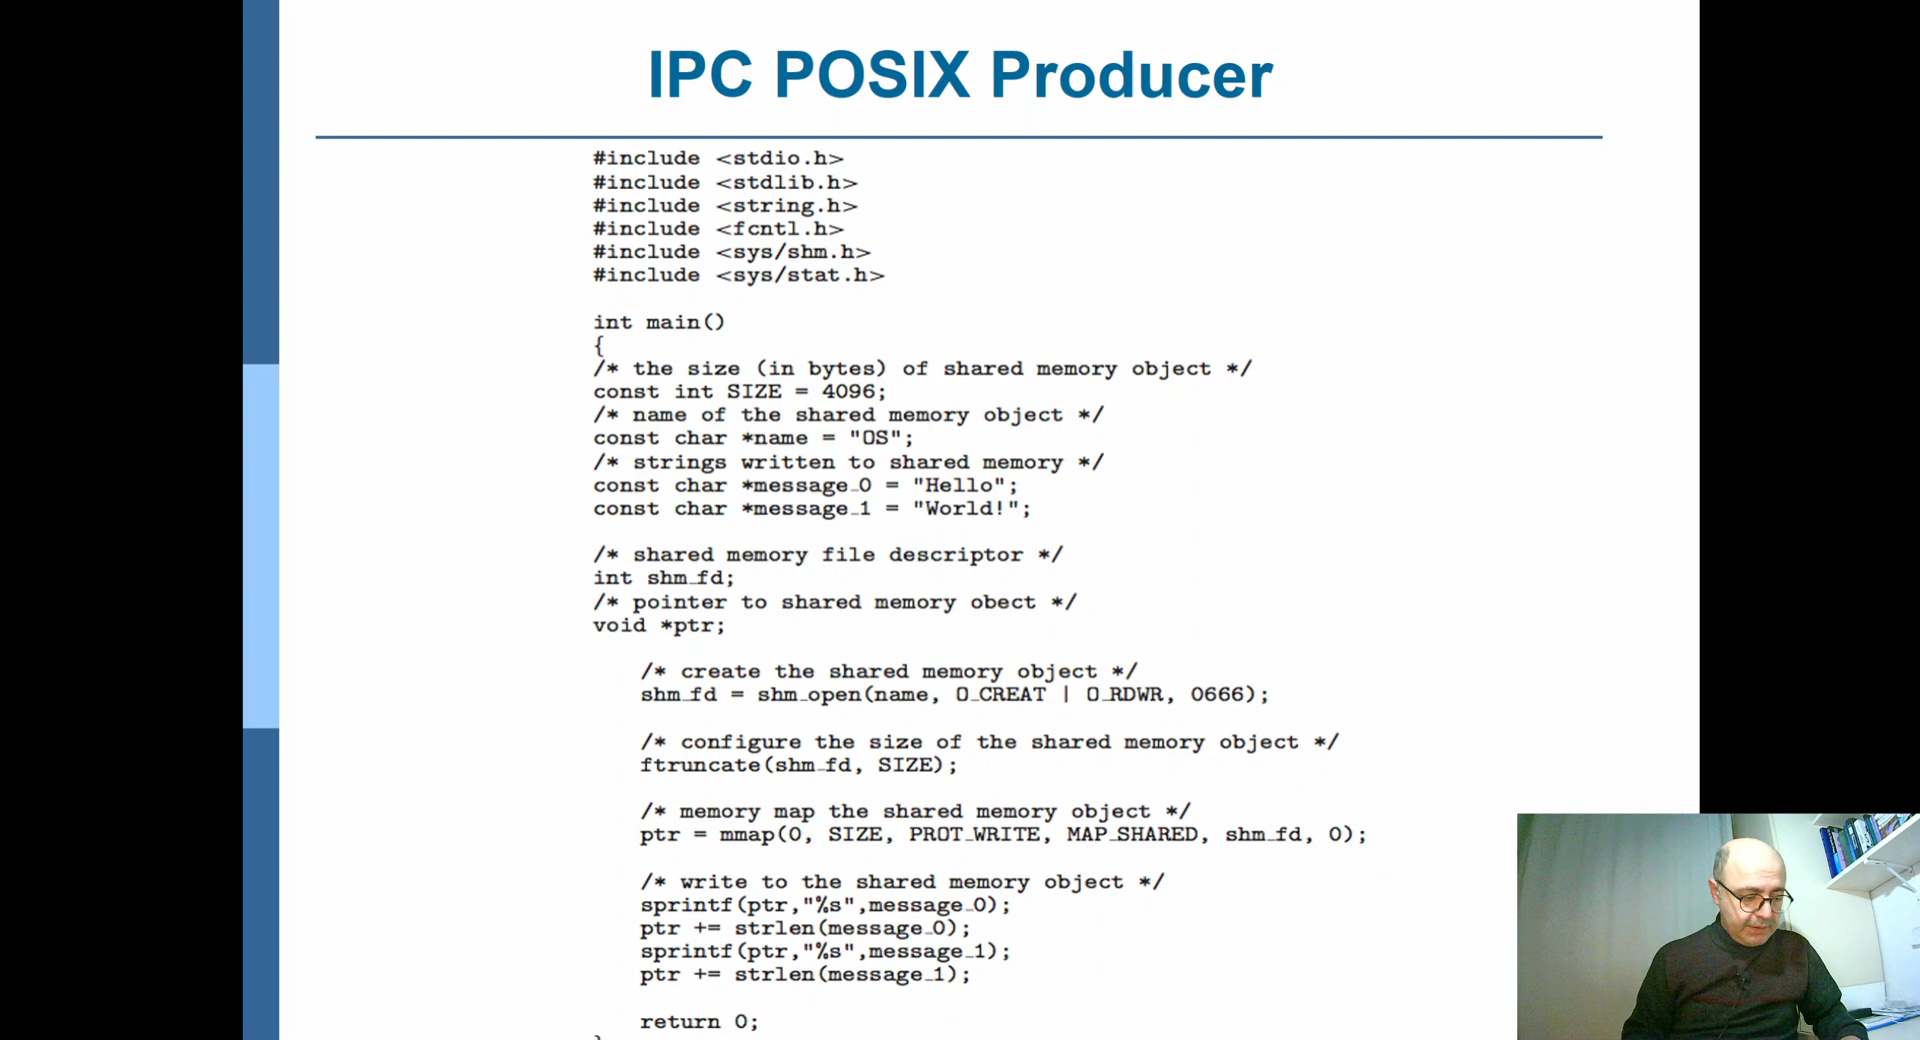 IPC POSIX Producer
#include <stdio.h>
#include <stdlib.h>
#include <string.h>
#include <fcntl.h>
#include <sys/shm.h>
#include <sys/stat.h>
int main()
{
/* the size (in bytes) of shared memory object */
const int SIZE = 4096;
/* name of the shared memory object */
const char *name = "OS";
/* strings written to shared memory */
const char *message_0 = "Hello";
const char *message_1 = "World!";
/* shared memory file descriptor */
int shm_fd;
/* pointer to shared memory obect */
void *ptr;
/* create the shared memory object */
shm_fd = shm_open(name, O_CREAT | O_RDWR, 0666);
/* configure the size of the shared memory object */
ftruncate(shm_fd, SIZE);
/* memory map the shared memory object */
ptr = mmap(0, SIZE, PROT_WRITE, MAP_SHARED, shm_fd, 0);
/* write to the shared memory object */
sprintf(ptr,"%s",message_0);
ptr += strlen(message_0);
sprintf(ptr,"%s",message_1);
ptr += strlen(message_1);
return 0;